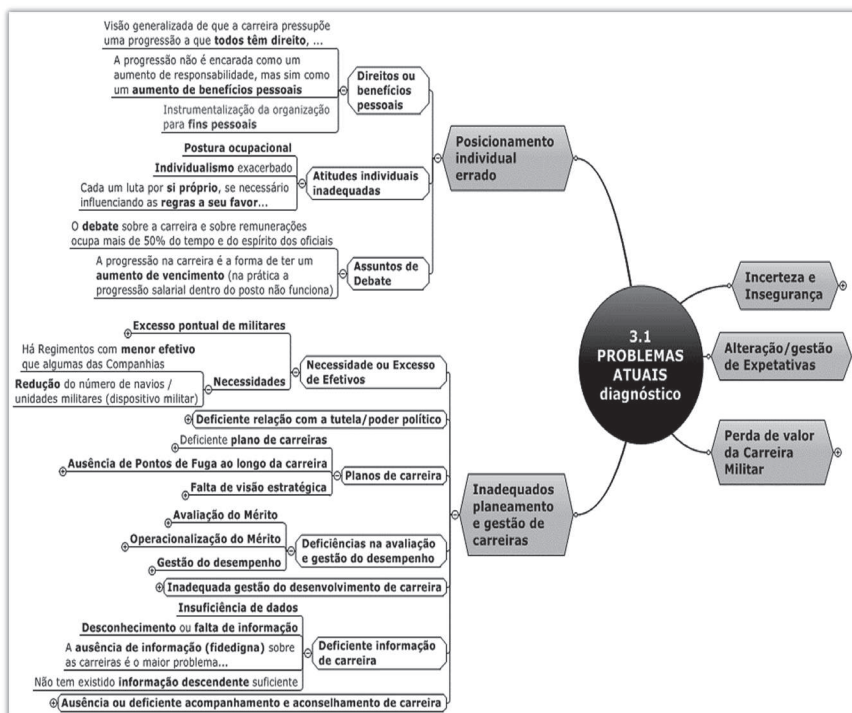 Visão generalizada de que a carreira pressupõe
uma progressão a que todos têm direito, ...
A progressão não é encarada como um
aumento de responsabilidade, mas sim como
um aumento de benefícios pessoais
Instrumentalização da organização
para fins pessoais
Direitos ou
benefícios
pessoais
Postura ocupacional
Individualismo exacerbado
Cada um luta por si próprio, se necessário
influenciando as regras a seu favor...
Atitudes individuais
inadequadas
O debate sobre a carreira e sobre remunerações
ocupa mais de 50% do tempo e do espírito dos oficiais
A progressão na carreira é a forma de ter um
aumento de vencimento (na prática a
progressão salarial dentro do posto não funciona)
Assuntos de
Debate
Posicionamento
individual
errado
Excesso pontual de militares
Há Regimentos com menor efetivo
que algumas das Companhias
Redução do número de navios /
unidades militares (dispositivo militar)
Necessidades
Necessidade ou Excesso
de Efetivos
Deficiente relação com a tutela/poder político
Deficiente plano de carreiras
Ausência de Pontos de Fuga ao longo da carreira
Falta de visão estratégica
Planos de carreira
Avaliação do Mérito
Operacionalização do Mérito
Gestão do desempenho
Deficiências na avaliação
e gestão do desempenho
Inadequada gestão do desenvolvimento de carreira
Insuficiência de dados
Desconhecimento ou falta de informação
A ausência de informação (fidedigna) sobre
as carreiras é o maior problema...
Não tem existido informação descendente suficiente
Deficiente informação
de carreira
Ausência ou deficiente acompanhamento e aconselhamento de carreira
Inadequados
planeamento
e gestão de
carreiras
3.1
PROBLEMAS
ATUAIS
diagnóstico
Incerteza e
Insegurança
Alteração/gestão
de Expetativas
Perda de valor
da Carreira
Militar